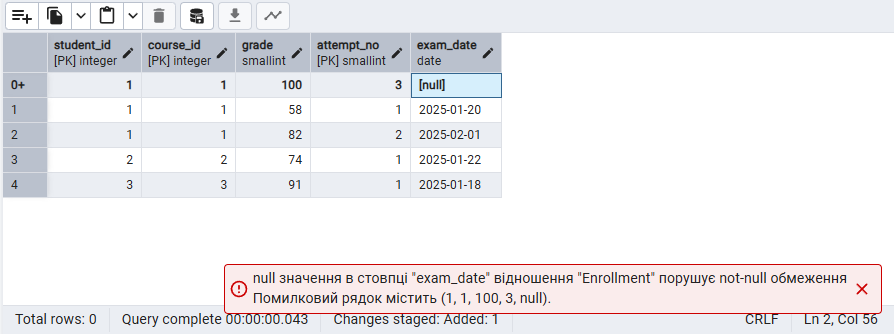 student_id course_id grade attempt_no exam_date
[PK] integer [PK] integer smallint [PK] smallint date
0+ 1 1 100 3 [null]
1 1 1 58 1 2025-01-20
2 1 1 82 2 2025-02-01
3 2 2 74 1 2025-01-22
4 3 3 91 1 2025-01-18
null значення в стовпці "exam_date" відношення "Enrollment" порушує not-null обмеження
Помилковий рядок містить (1, 1, 100, 3, null).
Total rows: 0 Query complete 00:00:00.043 Changes staged: Added: 1 CRLF Ln 2, Col 56